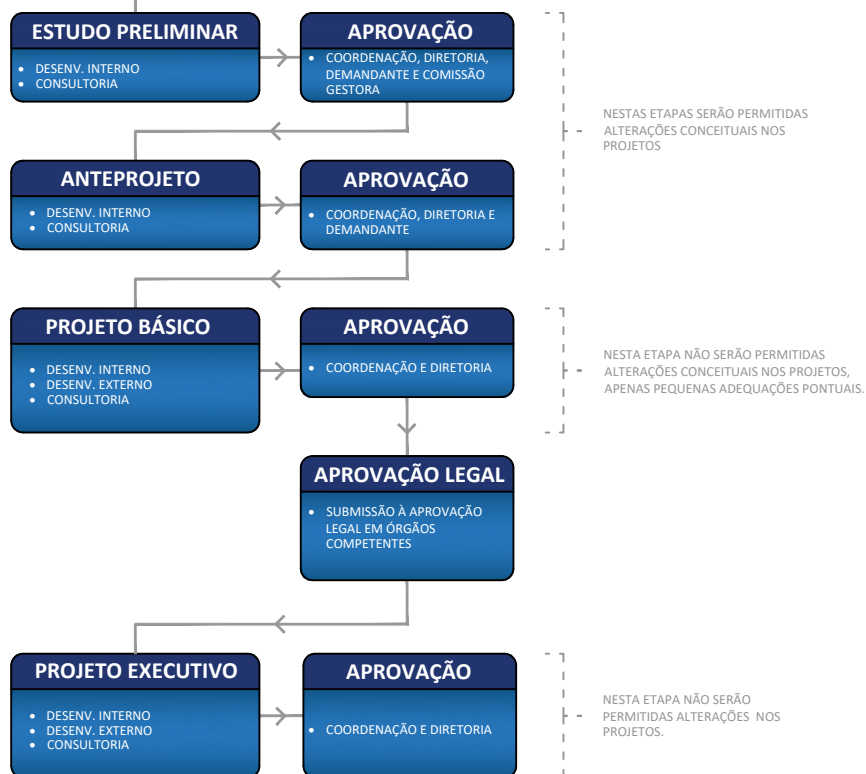 ESTUDO PRELIMINAR
• DESENV. INTERNO
• CONSULTORIA
APROVAÇÃO
• COORDENAÇÃO, DIRETORIA,
DEMANDANTE E COMISSÃO
GESTORA
NESTAS ETAPAS SERÃO PERMITIDAS
ALTERAÇÕES CONCEITUAIS NOS
PROJETOS
ANTEPROJETO
• DESENV. INTERNO
• CONSULTORIA
APROVAÇÃO
• COORDENAÇÃO, DIRETORIA E
DEMANDANTE
PROJETO BÁSICO
• DESENV. INTERNO
• DESENV. EXTERNO
• CONSULTORIA
APROVAÇÃO
• COORDENAÇÃO E DIRETORIA
NESTA ETAPA NÃO SERÃO PERMITIDAS
ALTERAÇÕES CONCEITUAIS NOS PROJETOS,
APENAS PEQUENAS ADEQUAÇÕES PONTUAIS.
APROVAÇÃO LEGAL
• SUBMISSÃO À APROVAÇÃO
LEGAL EM ÓRGÃOS
COMPETENTES
PROJETO EXECUTIVO
• DESENV. INTERNO
• DESENV. EXTERNO
• CONSULTORIA
APROVAÇÃO
• COORDENAÇÃO E DIRETORIA
NESTA ETAPA NÃO SERÃO
PERMITIDAS ALTERAÇÕES NOS
PROJETOS.